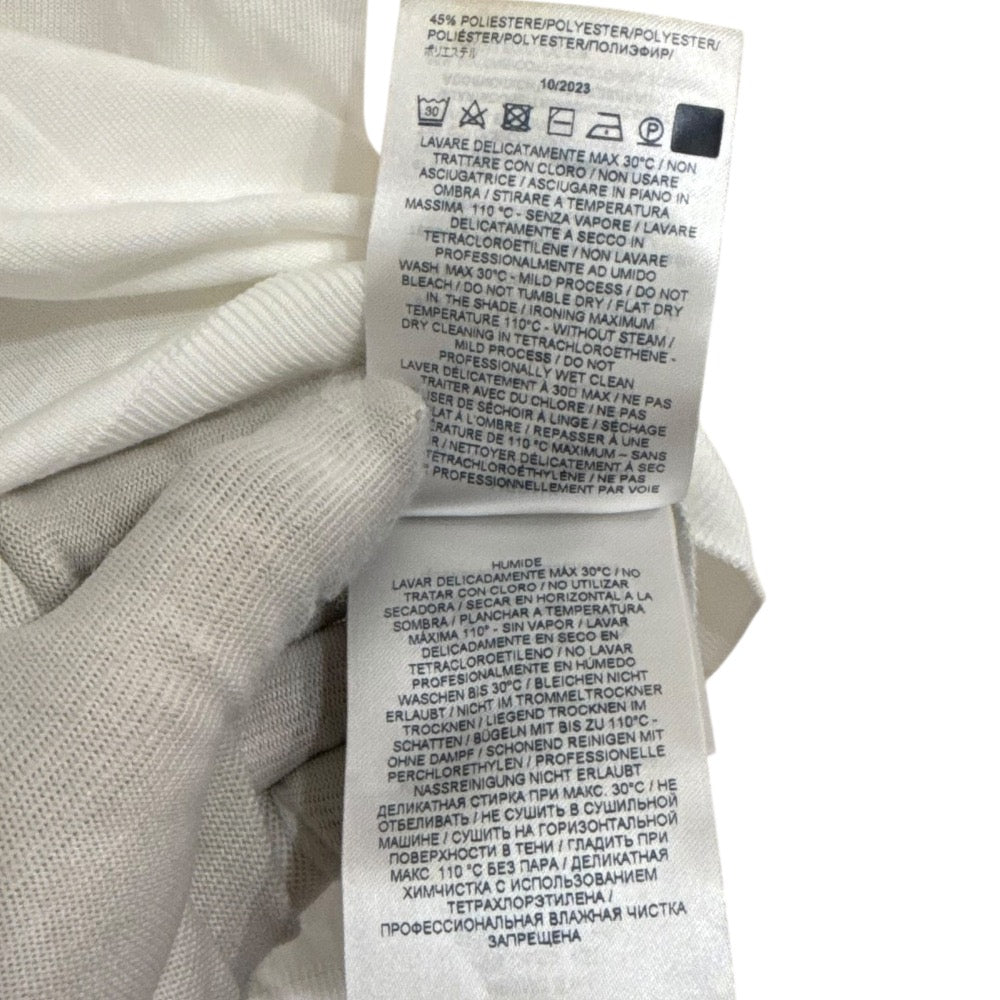 45% POLIESTERE/POLYESTER/POLYESTER/
POLIÉSTER/POLYESTER/ПОЛИЭФИР/
ポリエステル
10/2023
30
P
LAVARE DELICATAMENTE MAX 30°C / NON
TRATTARE CON CLORO / NON USARE
ASCIUGATRICE / ASCIUGARE IN PIANO IN
OMBRA / STIRARE A TEMPERATURA
MASSIMA 110 °C - SENZA VAPORE / LAVARE
DELICATAMENTE A SECCO IN
TETRACLOROETILENE / NON LAVARE
PROFESSIONALMENTE AD UMIDO
WASH MAX 30°C - MILD PROCESS / DO NOT
BLEACH / DO NOT TUMBLE DRY / FLAT DRY
IN THE SHADE / IRONING MAXIMUM
TEMPERATURE 110°C - WITHOUT STEAM /
DRY CLEANING IN TETRACHLOROETHENE -
MILD PROCESS / DO NOT
PROFESSIONALLY WET CLEAN
LAVER DÉLICATEMENT À 30D MAX / NE PAS
TRAITER AVEC DU CHLORE / NE PAS
ISER DE SÉCHOIR À LINGE / SÉCHAGE
LAT À L'OMBRE / REPASSER À UNE
ÉRATURE DE 110 °C MAXIMUM – SANS
R / NETTOYER DÉLICATEMENT À SEC
TÉTRACHLOROÉTHYLÈNE / NE PAS
PROFESSIONNELLEMENT PAR VOIE
HUMIDE
LAVAR DELICADAMENTE MÁX 30°C / NO
TRATAR CON CLORO / NO UTILIZAR
SECADORA / SECAR EN HORIZONTAL A LA
SOMBRA / PLANCHAR A TEMPERATURA
MÁXIMA 110° - SIN VAPOR / LAVAR
DELICADAMENTE EN SECO EN
TETRACLOROETILENO / NO LAVAR
PROFESIONALMENTE EN HÚMEDO
WASCHEN BIS 30°C / BLEICHEN NICHT
ERLAUBT / NICHT IM TROMMELTROCKNER
TROCKNEN / LIEGEND TROCKNEN IM
SCHATTEN / BÜGELN MIT BIS ZU 110°C -
OHNE DAMPF / SCHONEND REINIGEN MIT
PERCHLORETHYLEN / PROFESSIONELLE
NASSREINIGUNG NICHT ERLAUBT
ДЕЛИКАТНАЯ СТИРКА ПРИ МАКС. 30°C / НЕ
ОТБЕЛИВАТЬ / НЕ СУШИТЬ В СУШИЛЬНОЙ
МАШИНЕ / СУШИТЬ НА ГОРИЗОНТАЛЬНОЙ
ПОВЕРХНОСТИ В ТЕНИ / ГЛАДИТЬ ПРИ
МАКС. 110 °C БЕЗ ПАРА / ДЕЛИКАТНАЯ
ХИМЧИСТКА С ИСПОЛЬЗОВАНИЕМ
ТЕТРАХЛОРЭТИЛЕНА /
ПРОФЕССИОНАЛЬНАЯ ВЛАЖНАЯ ЧИСТКА
ЗАПРЕЩЕНА